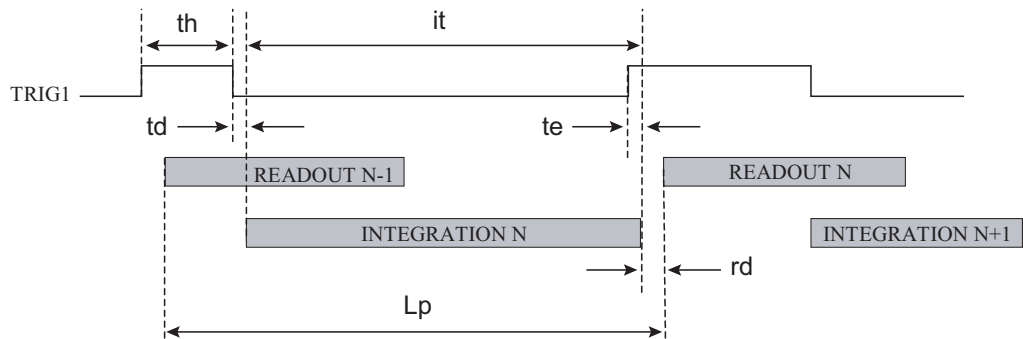 th
it
TRIG1
td
te
READOUT N-1
READOUT N
INTEGRATION N
INTEGRATION N+1
rd
Lp